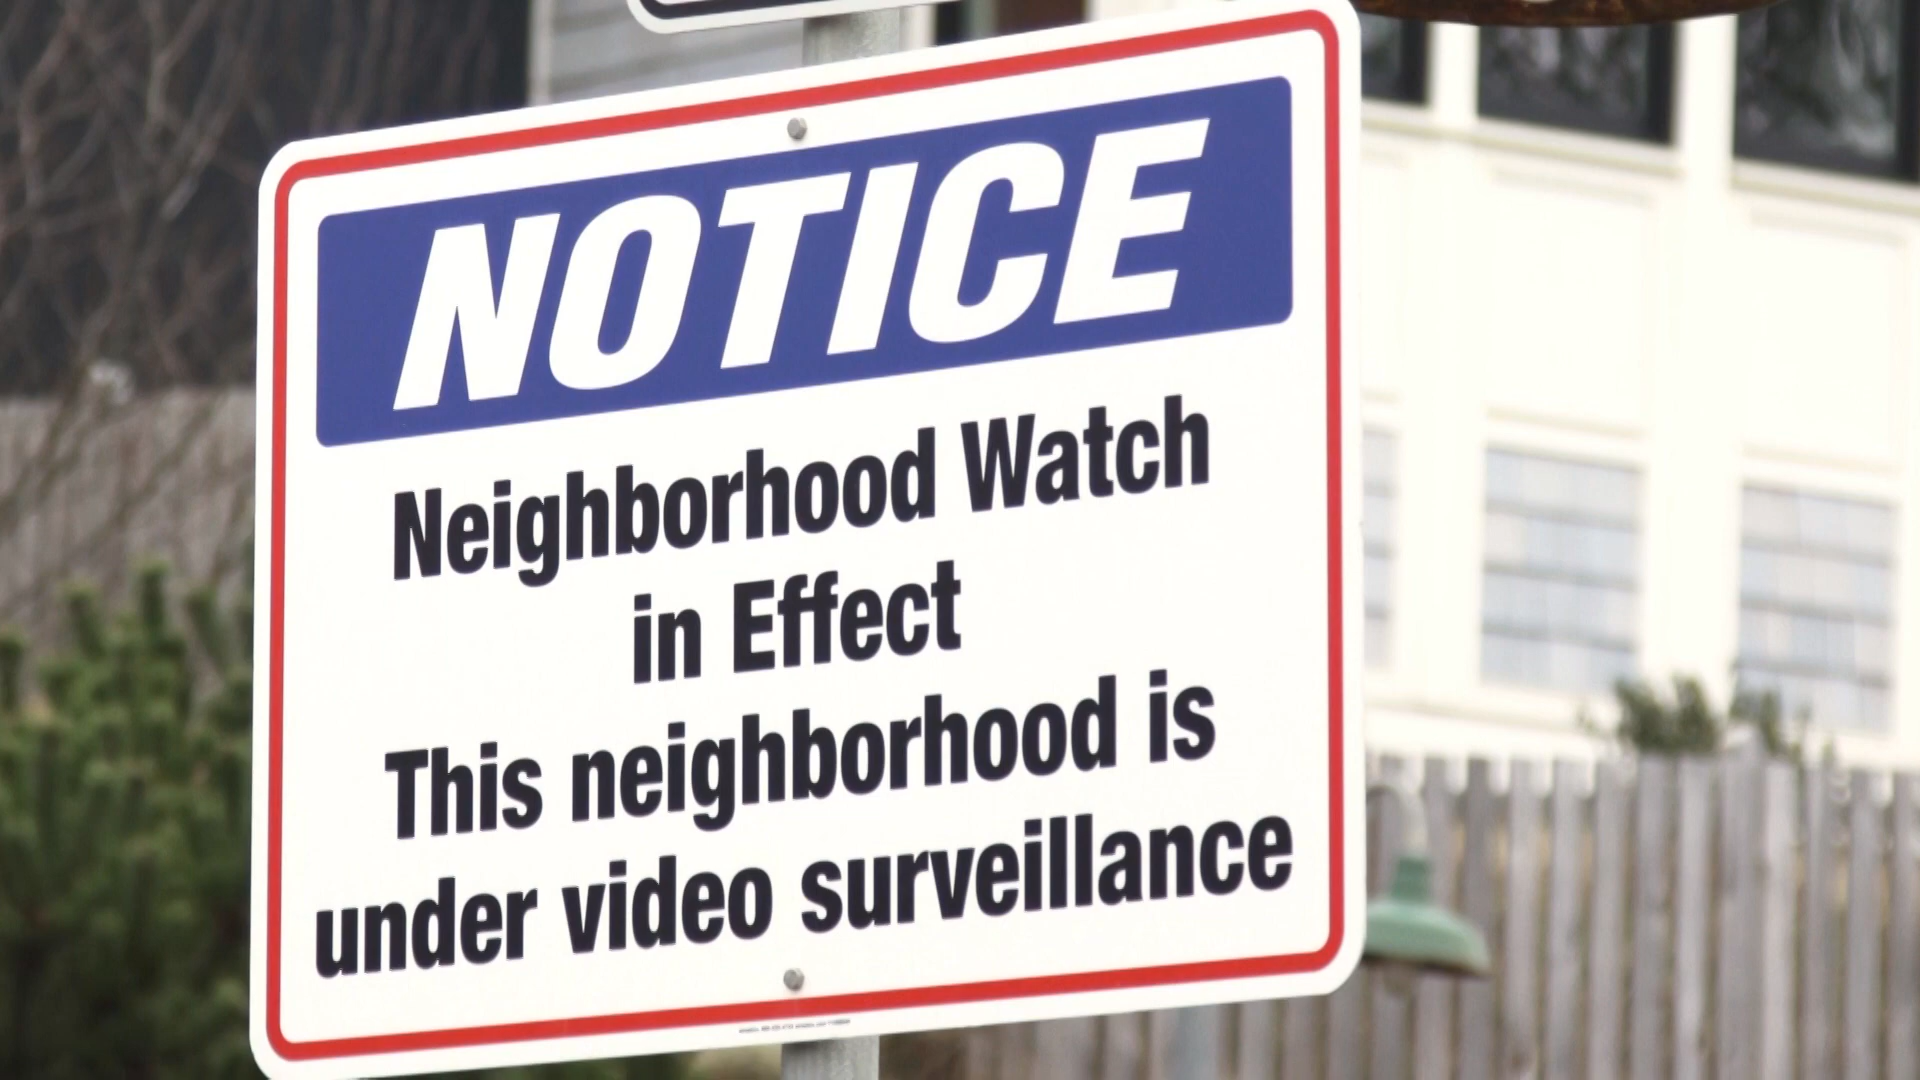 NOTICE
Neighborhood Watch
in Effect
This neighborhood is
under video surveillance